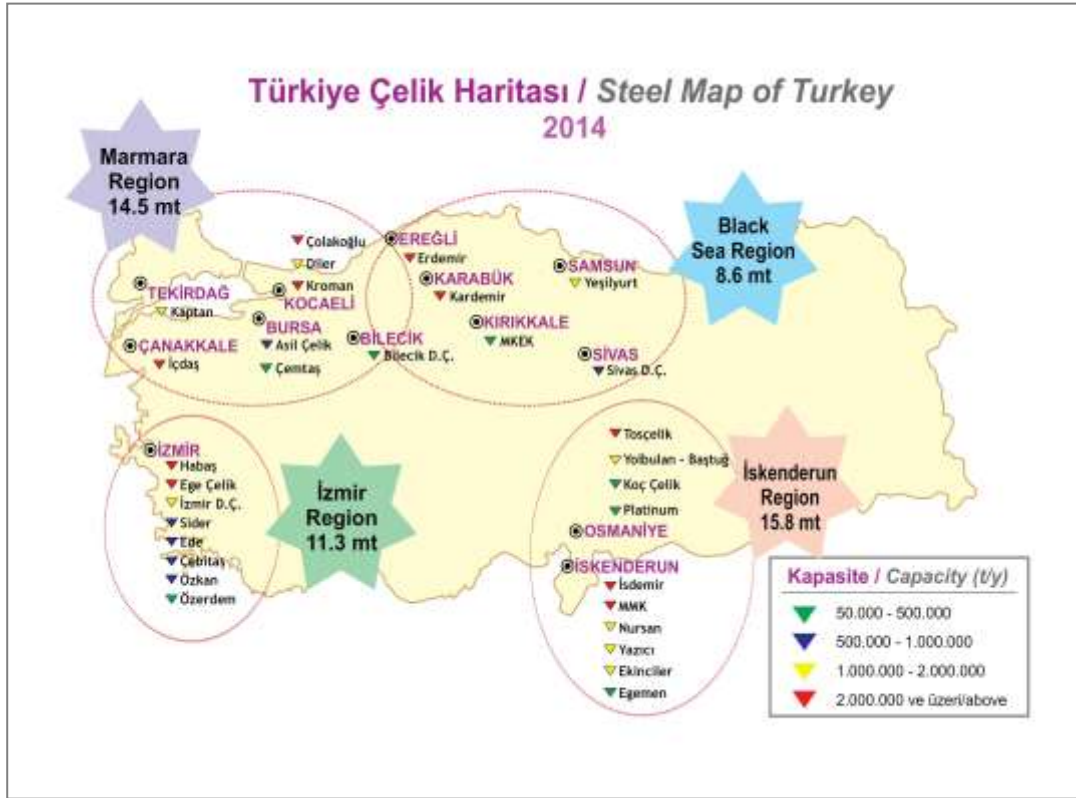 Türkiye Çelik Haritası / Steel Map of Turkey
2014
Marmara
Region
14.5 mt
Black
Sea Region
8.6 mt
Çolakoğlu
Diler
Kroman
KOCAELİ
TEKİRDAĞ
Kaptan
BURSA
Asil Çelik
Çemtaş
ÇANAKKALE
İçdaş
BİLECİK
Bilecik D.Ç.
EREĞLİ
Erdemir
KARABÜK
Kardemir
SAMSUN
Yeşilyurt
KIRIKKALE
MKEK
SİVAS
Sivas D.Ç.
İZMİR
Habaş
Ege Çelik
İzmir D.Ç.
Sider
Ede
Çebitaş
Özkan
Özerdem
İzmir
Region
11.3 mt
Tosçelik
Yolbulan - Baştuğ
Koç Çelik
Platinum
OSMANİYE
İSKENDERUN
İsdemir
MMK
Nursan
Yazıcı
Ekinciler
Egemen
İskenderun
Region
15.8 mt
Kapasite / Capacity (t/y)
50.000 - 500.000
500.000 - 1.000.000
1.000.000 - 2.000.000
2.000.000 ve üzeri/above